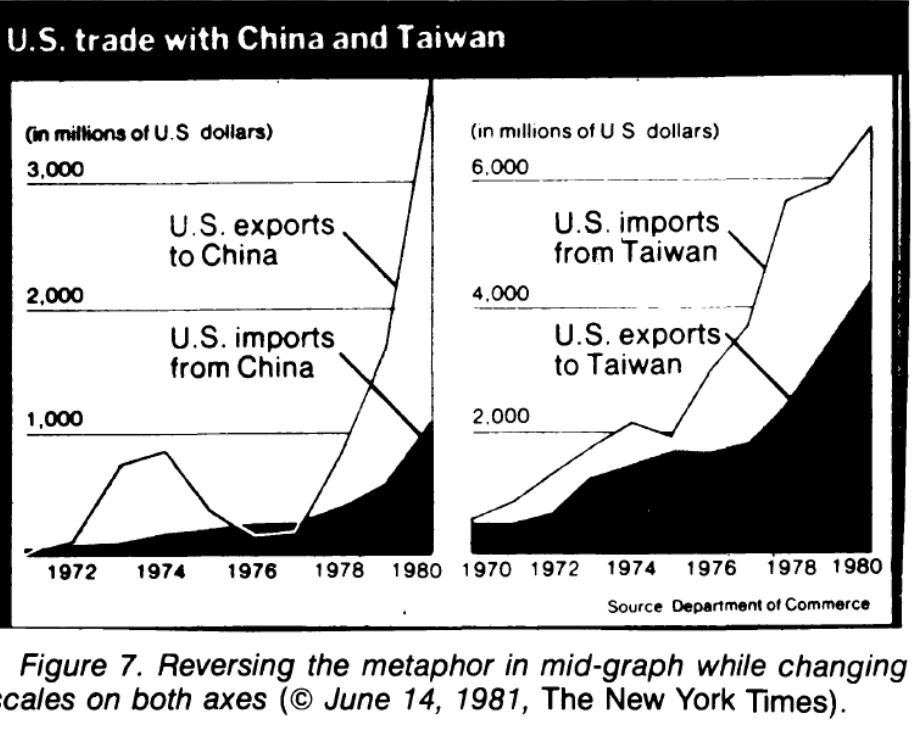 U.S. trade with China and Taiwan
(in millions of U.S dollars)
3,000
U.S. exports
to China
2,000
U.S. imports
from China
1,000
1972 1974 1976 1978 1980
(in millions of U S dollars)
6,000
U.S. imports
from Taiwan
4,000
U.S. exports
to Taiwan
2,000
1970 1972 1974 1976 1978 1980
Source Department of Commerce
Figure 7. Reversing the metaphor in mid-graph while changing
scales on both axes (© June 14, 1981, The New York Times).